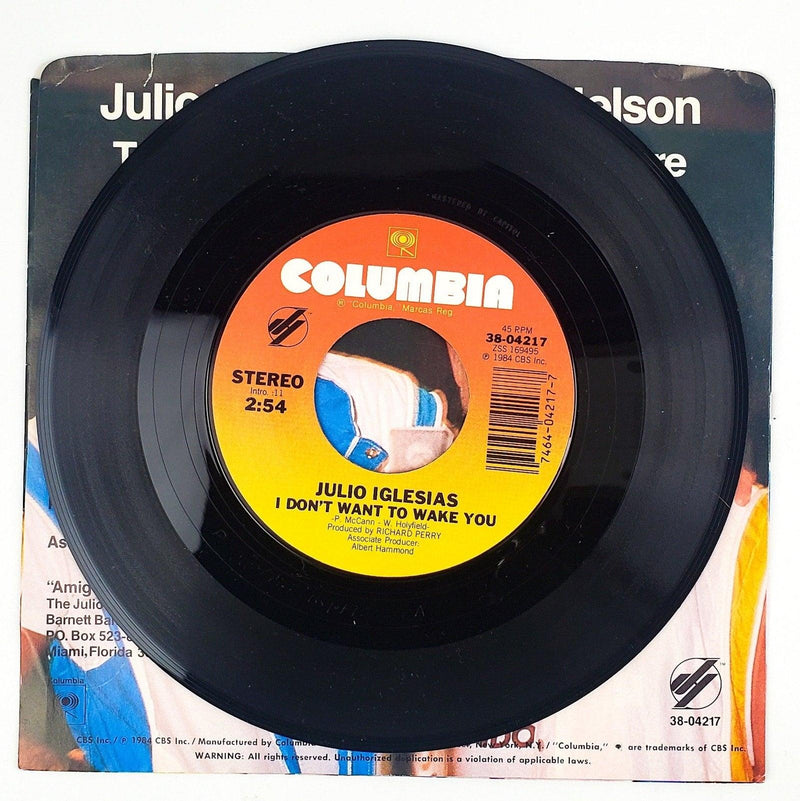 Julio elson
T re
MASTERED BY CAPITOL
COLUMBIA
® "Columbia," Marcas Reg.
STEREO
Intro. :11
2:54
45 RPM
38-04217
ZSS 169495
℗ 1984 CBS Inc.
7464-04217-7
JULIO IGLESIAS
I DON'T WANT TO WAKE YOU
-P. McCann - W. Holyfield-
Produced by RICHARD PERRY
Associate Producer:
Albert Hammond
As
"Amig
The Julio
Barnett Ba
PO. Box 523-
Miami, Florida 3
Columbia
38-04217
CBS Inc./ ℗ 1984 CBS Inc./Manufactured by Columb New York, N.Y./"Columbia," are trademarks of CBS Inc.
WARNING: All rights reserved. Unauthorized duplication is a violation of applicable laws.